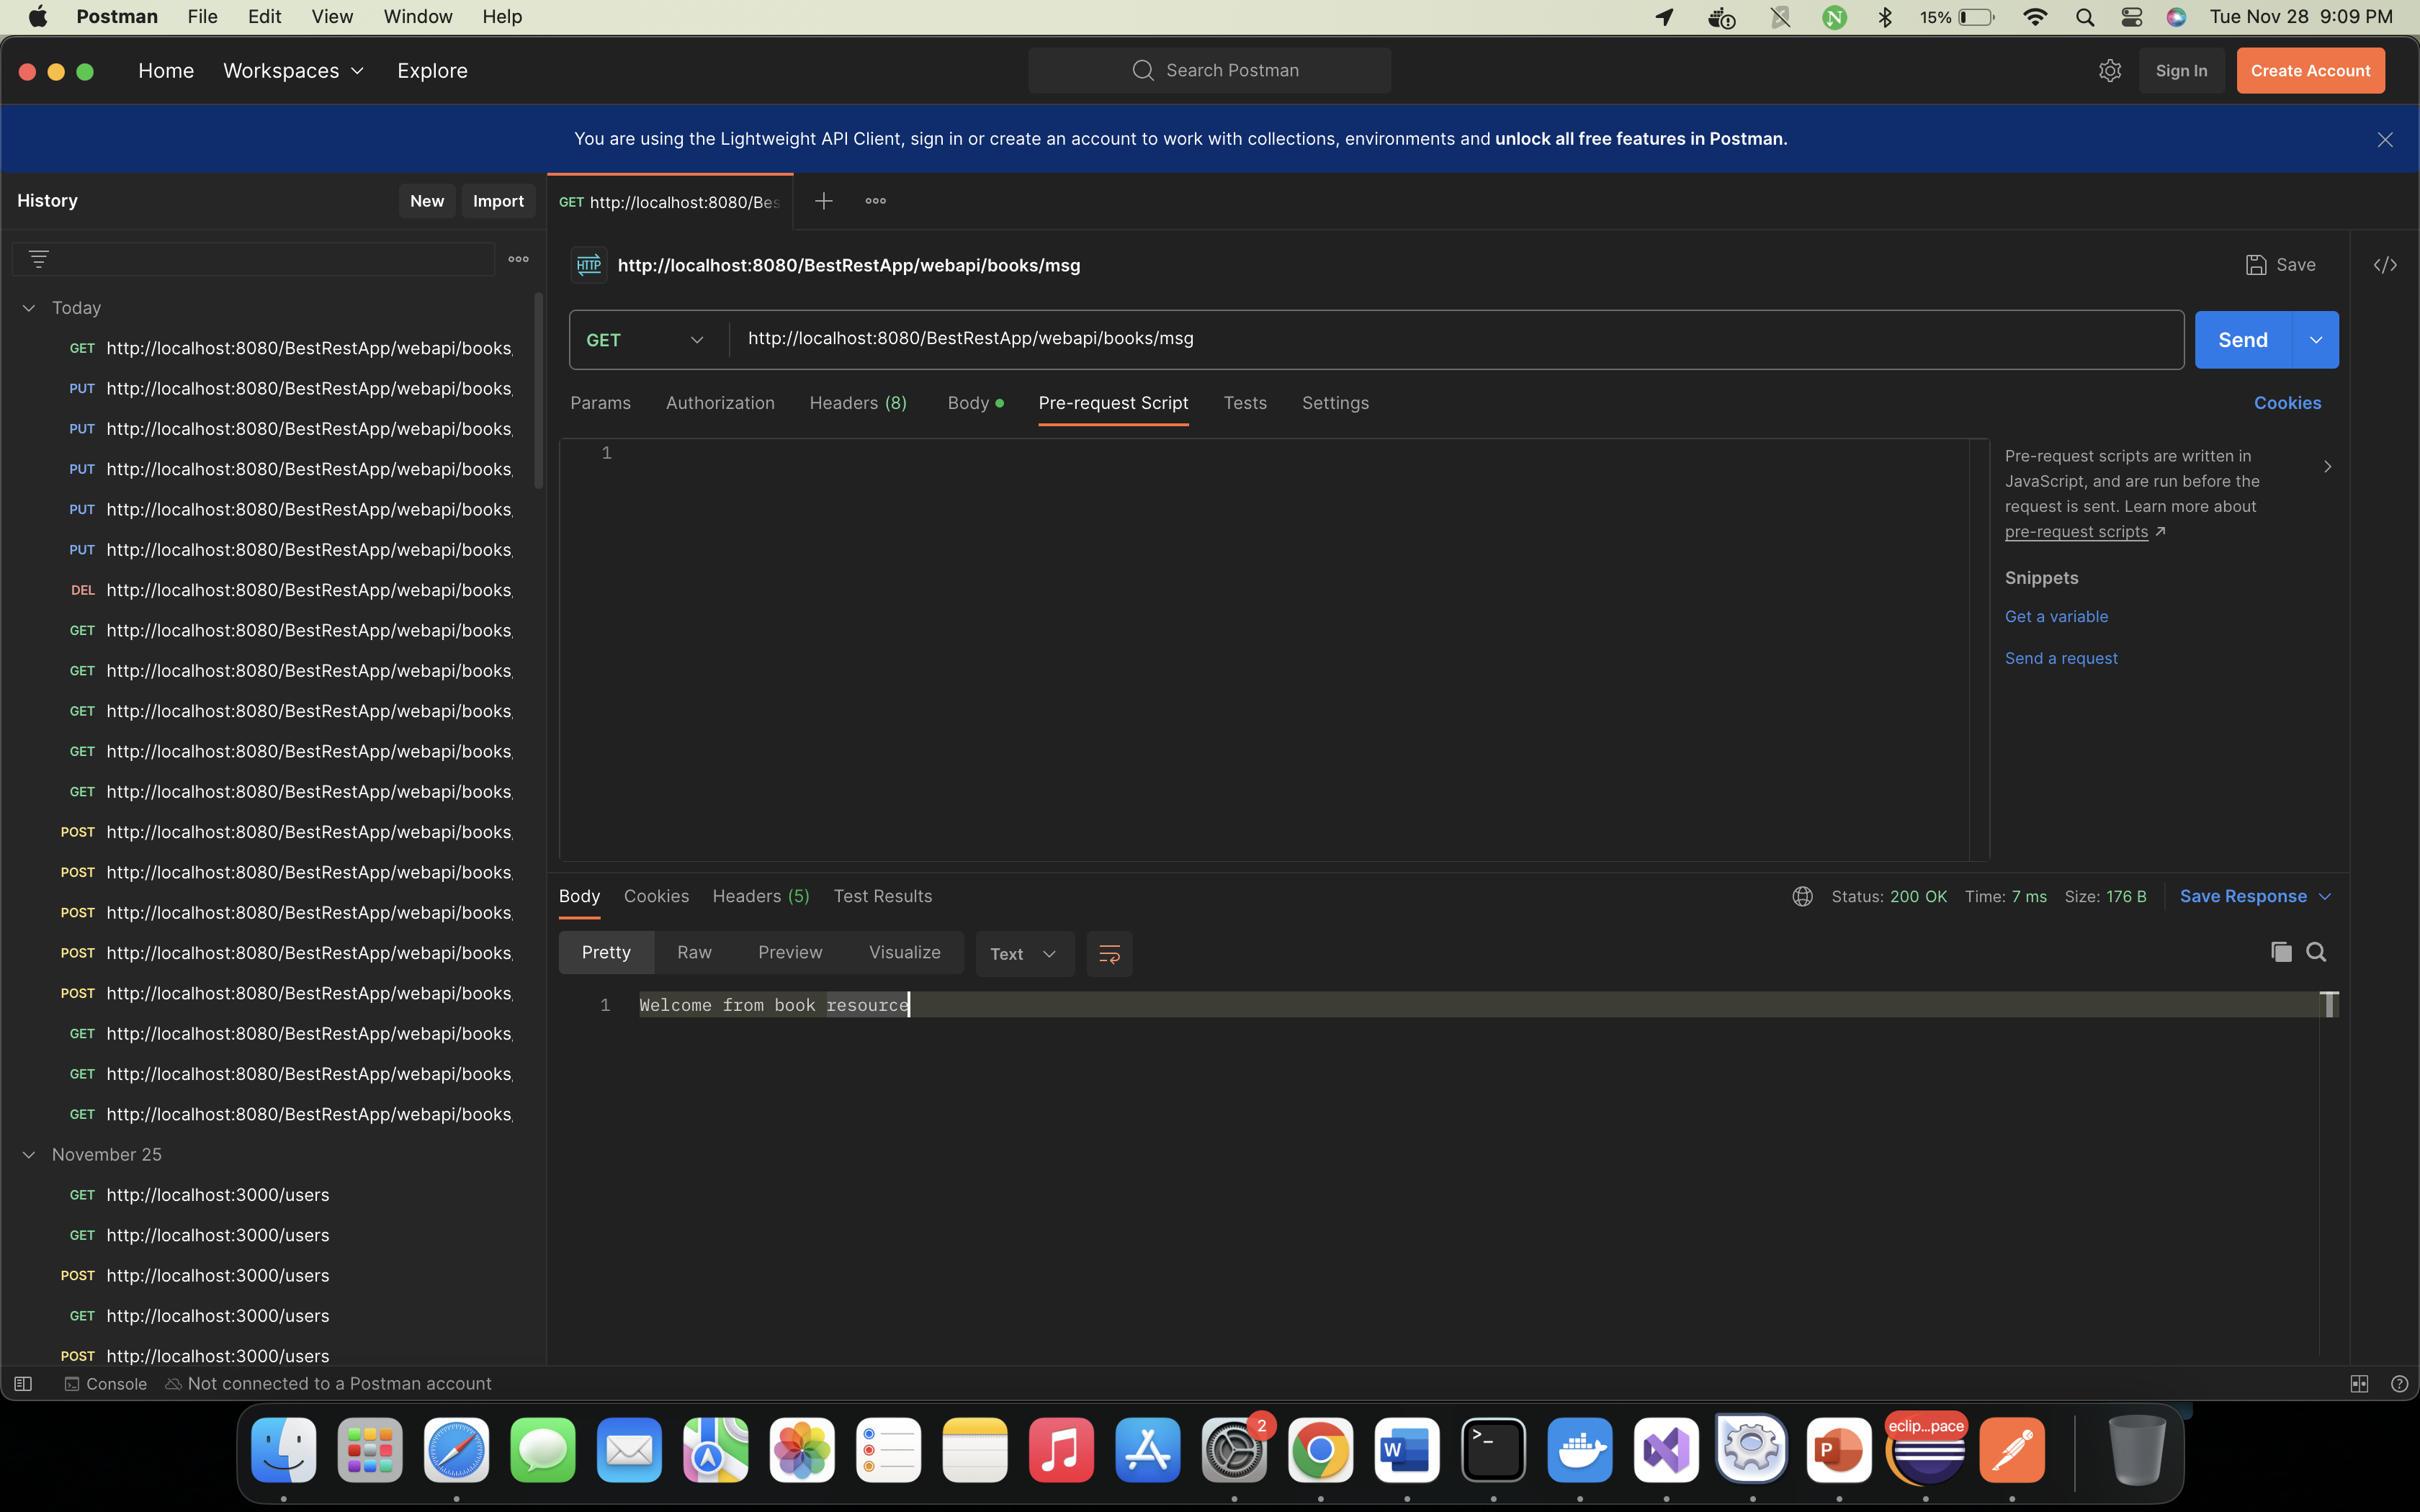 Postman File Edit View Window Help 15% Tue Nov 28 9:09 PM
Home Workspaces Explore Search Postman Sign In Create Account
You are using the Lightweight API Client, sign in or create an account to work with collections, environments and unlock all free features in Postman.
History New Import
GET http://localhost:8080/Bes
HTTP http://localhost:8080/BestRestApp/webapi/books/msg Save
GET http://localhost:8080/BestRestApp/webapi/books/msg Send
Params Authorization Headers (8) Body Pre-request Script Tests Settings Cookies
1
Pre-request scripts are written in
JavaScript, and are run before the
request is sent. Learn more about
pre-request scripts
Snippets
Get a variable
Send a request
Today
GET http://localhost:8080/BestRestApp/webapi/books
PUT http://localhost:8080/BestRestApp/webapi/books
PUT http://localhost:8080/BestRestApp/webapi/books
PUT http://localhost:8080/BestRestApp/webapi/books
PUT http://localhost:8080/BestRestApp/webapi/books
PUT http://localhost:8080/BestRestApp/webapi/books
DEL http://localhost:8080/BestRestApp/webapi/books
GET http://localhost:8080/BestRestApp/webapi/books
GET http://localhost:8080/BestRestApp/webapi/books
GET http://localhost:8080/BestRestApp/webapi/books
GET http://localhost:8080/BestRestApp/webapi/books
GET http://localhost:8080/BestRestApp/webapi/books
POST http://localhost:8080/BestRestApp/webapi/books
POST http://localhost:8080/BestRestApp/webapi/books
POST http://localhost:8080/BestRestApp/webapi/books
POST http://localhost:8080/BestRestApp/webapi/books
POST http://localhost:8080/BestRestApp/webapi/books
GET http://localhost:8080/BestRestApp/webapi/books
GET http://localhost:8080/BestRestApp/webapi/books
GET http://localhost:8080/BestRestApp/webapi/books
November 25
GET http://localhost:3000/users
GET http://localhost:3000/users
POST http://localhost:3000/users
GET http://localhost:3000/users
POST http://localhost:3000/users
Body Cookies Headers (5) Test Results Status: 200 OK Time: 7 ms Size: 176 B Save Response
Pretty Raw Preview Visualize Text
1 Welcome from book resource
Console Not connected to a Postman account
2
eclip...pace
W
P